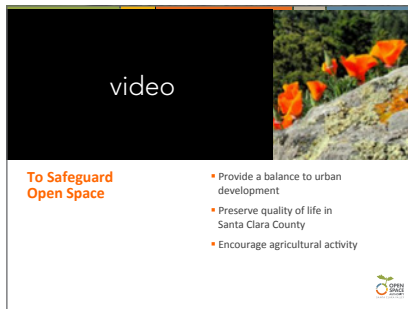 video
To Safeguard
Open Space
▪ Provide a balance to urban
development
▪ Preserve quality of life in
Santa Clara County
▪ Encourage agricultural activity
OPEN
SPACE
AUTHORITY